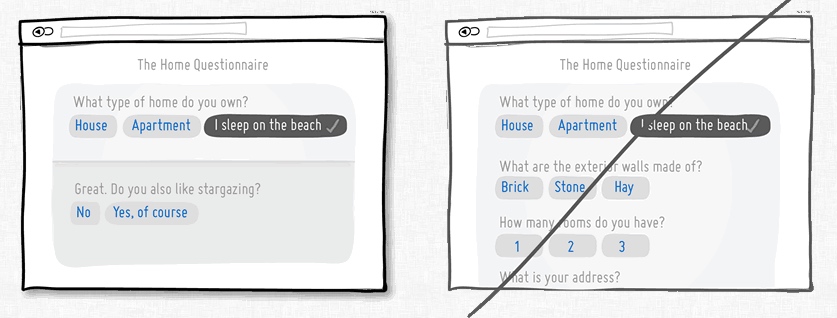 The Home Questionnaire
What type of home do you own?
House Apartment I sleep on the beach
Great. Do you also like stargazing?
No Yes, of course
The Home Questionnaire
What type of home do you own?
House Apartment I sleep on the beach
What are the exterior walls made of?
Brick Stone Hay
How many rooms do you have?
1 2 3
What is your address?